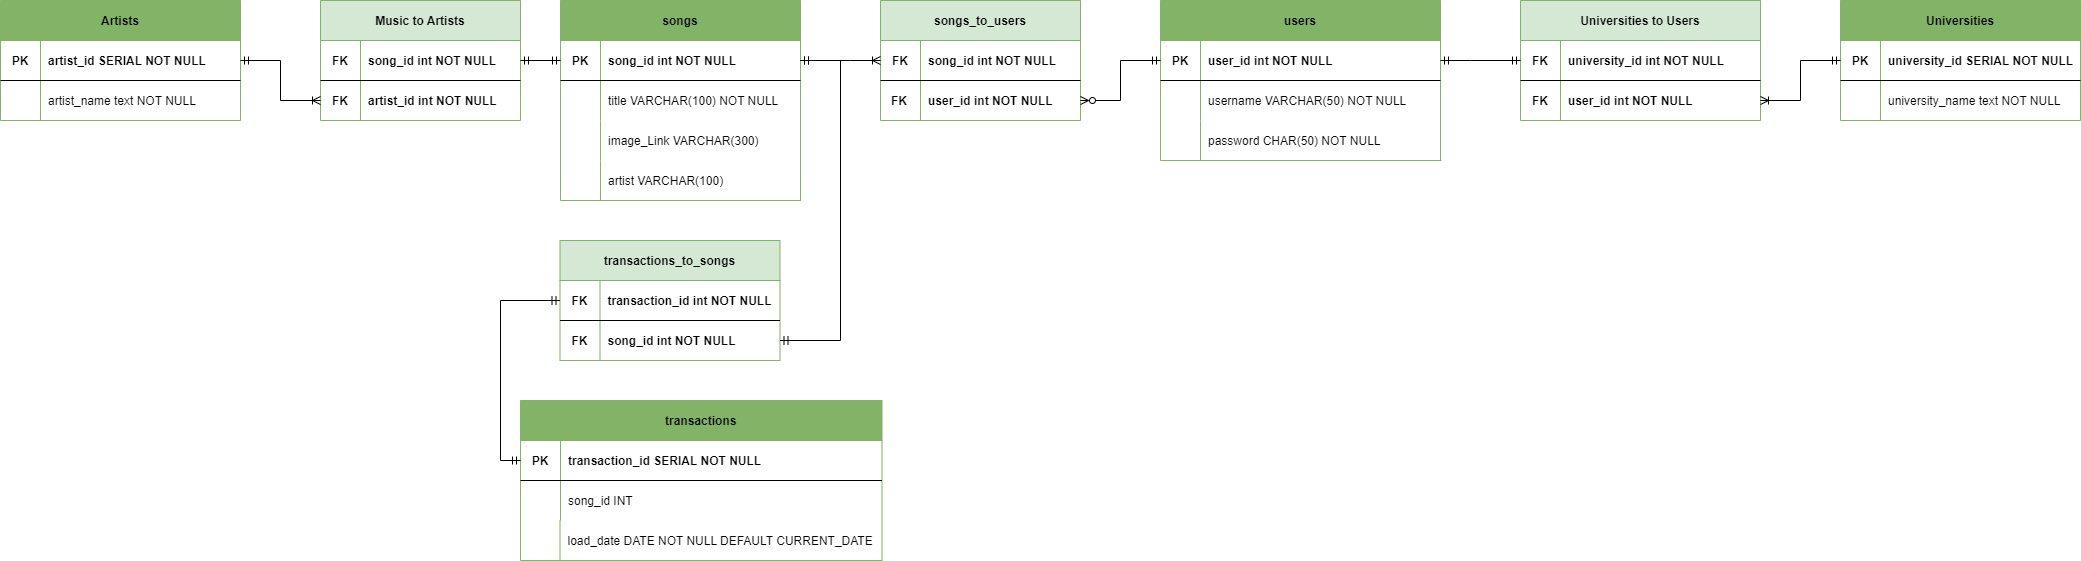 Artists
PK artist_id SERIAL NOT NULL
artist_name text NOT NULL
Music to Artists
FK song_id int NOT NULL
FK artist_id int NOT NULL
songs
PK song_id int NOT NULL
title VARCHAR(100) NOT NULL
image_Link VARCHAR(300)
artist VARCHAR(100)
songs_to_users
FK song_id int NOT NULL
FK user_id int NOT NULL
users
PK user_id int NOT NULL
username VARCHAR(50) NOT NULL
password CHAR(50) NOT NULL
Universities to Users
FK university_id int NOT NULL
FK user_id int NOT NULL
Universities
PK university_id SERIAL NOT NULL
university_name text NOT NULL
transactions_to_songs
FK transaction_id int NOT NULL
FK song_id int NOT NULL
transactions
PK transaction_id SERIAL NOT NULL
song_id INT
load_date DATE NOT NULL DEFAULT CURRENT_DATE